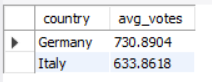 country avg_votes
Germany 730.8904
Italy 633.8618